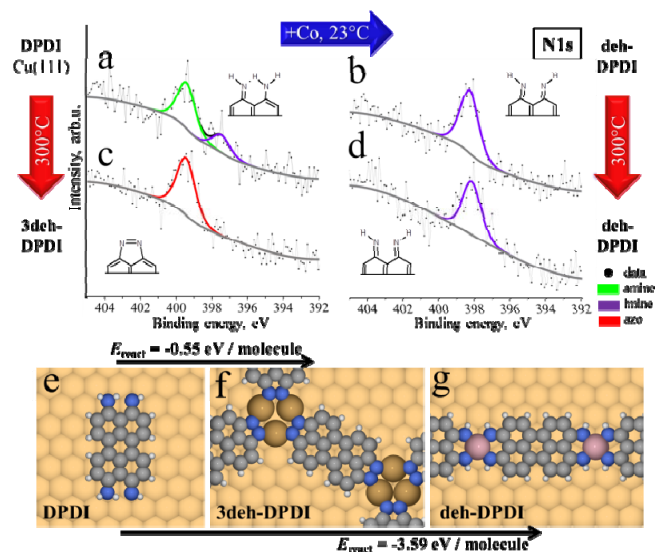 DPDI
Cu(111)
+Co, 23°C
N1s
deh-
DPDI
a
b
c
d
H H H
N N
H H
N N
300°C
300°C
Intensity, arb.u.
3deh-
DPDI
N=N
H H
N N
deh-
DPDI
404 402 400 398 396 394 392
404 402 400 398 396 394 392
Binding energy, eV
Binding energy, eV
data
amine
imine
azo
E_react = -0.55 eV / molecule
e
f
g
DPDI
3deh-DPDI
deh-DPDI
E_react = -3.59 eV / molecule